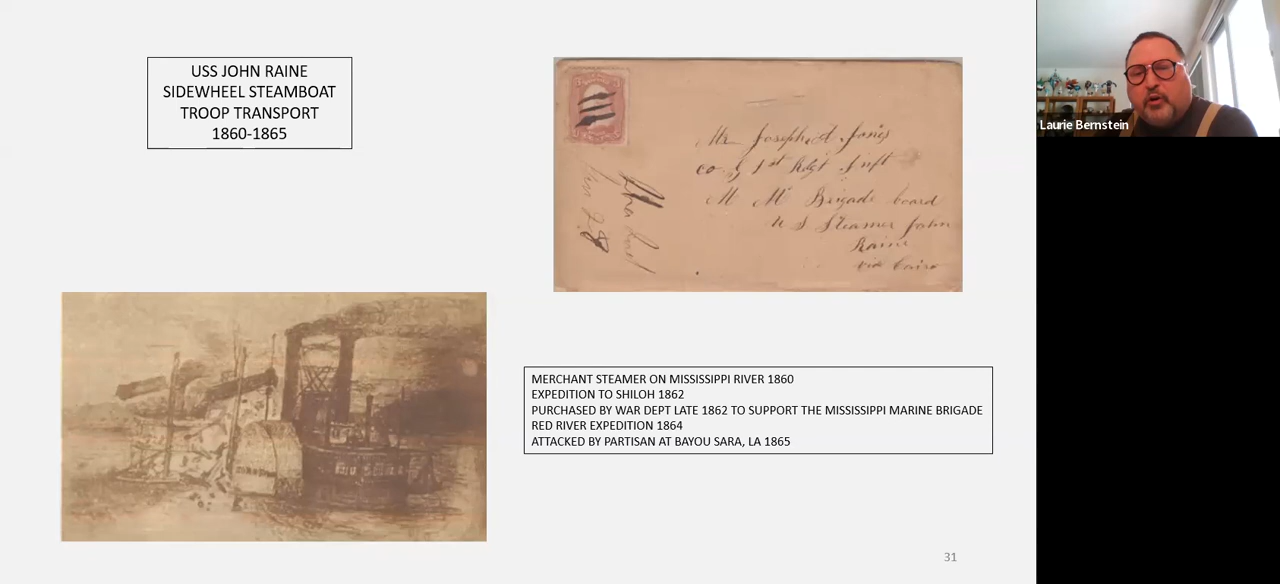 USS JOHN RAINE
SIDEWHEEL STEAMBOAT
TROOP TRANSPORT
1860-1865
Mr Joseph A Jones
co 1st Regt Inft
M M Brigade board
U S Steamer John
Raine
via Cairo
Jan 28
MERCHANT STEAMER ON MISSISSIPPI RIVER 1860
EXPEDITION TO SHILOH 1862
PURCHASED BY WAR DEPT LATE 1862 TO SUPPORT THE MISSISSIPPI MARINE BRIGADE
RED RIVER EXPEDITION 1864
ATTACKED BY PARTISAN AT BAYOU SARA, LA 1865
31
Laurie Bernstein